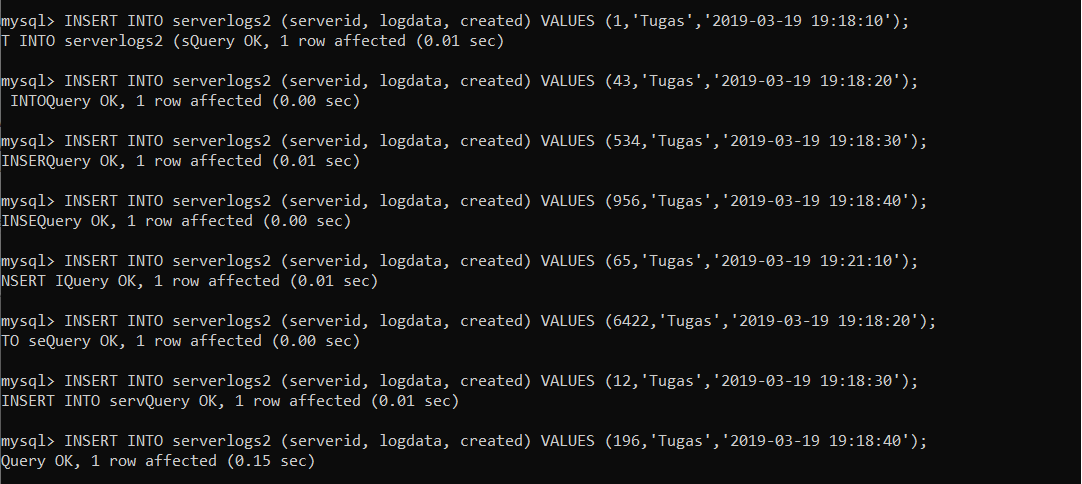 mysql> INSERT INTO serverlogs2 (serverid, logdata, created) VALUES (1,'Tugas','2019-03-19 19:18:10');
T INTO serverlogs2 (sQuery OK, 1 row affected (0.01 sec)
mysql> INSERT INTO serverlogs2 (serverid, logdata, created) VALUES (43,'Tugas','2019-03-19 19:18:20');
 INTOQuery OK, 1 row affected (0.00 sec)
mysql> INSERT INTO serverlogs2 (serverid, logdata, created) VALUES (534,'Tugas','2019-03-19 19:18:30');
INSERQuery OK, 1 row affected (0.01 sec)
mysql> INSERT INTO serverlogs2 (serverid, logdata, created) VALUES (956,'Tugas','2019-03-19 19:18:40');
INSEQuery OK, 1 row affected (0.00 sec)
mysql> INSERT INTO serverlogs2 (serverid, logdata, created) VALUES (65,'Tugas','2019-03-19 19:21:10');
NSERT IQuery OK, 1 row affected (0.01 sec)
mysql> INSERT INTO serverlogs2 (serverid, logdata, created) VALUES (6422,'Tugas','2019-03-19 19:18:20');
TO seQuery OK, 1 row affected (0.00 sec)
mysql> INSERT INTO serverlogs2 (serverid, logdata, created) VALUES (12,'Tugas','2019-03-19 19:18:30');
INSERT INTO servQuery OK, 1 row affected (0.01 sec)
mysql> INSERT INTO serverlogs2 (serverid, logdata, created) VALUES (196,'Tugas','2019-03-19 19:18:40');
Query OK, 1 row affected (0.15 sec)